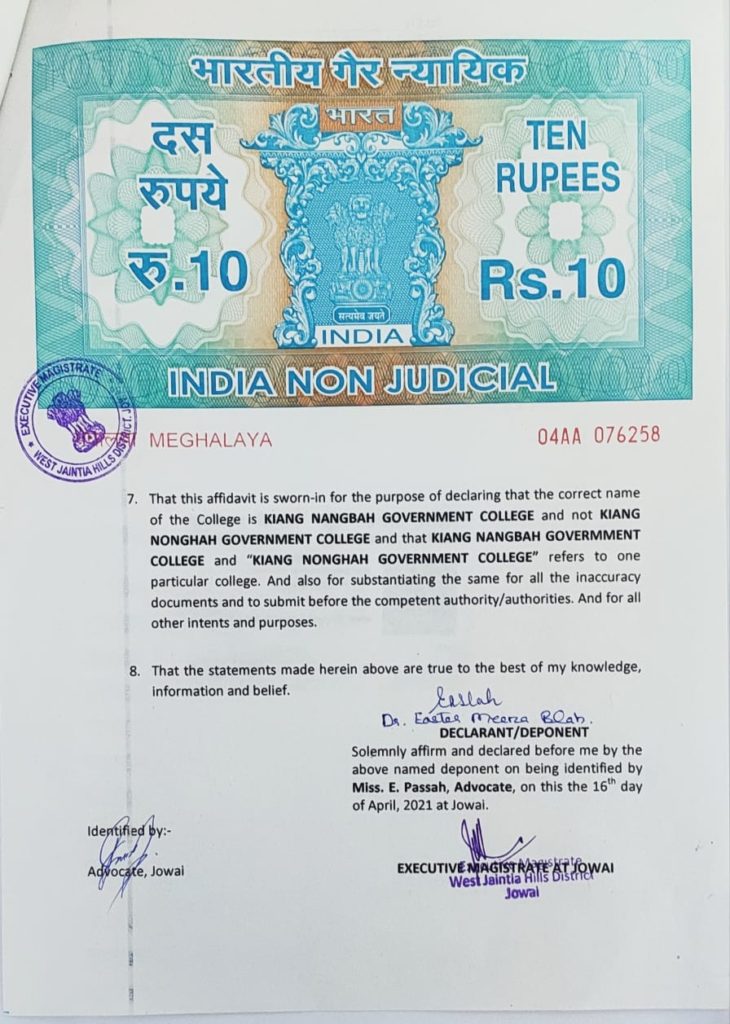 भारतीय गैर न्यायिक
भारत
दस
रुपये
रु.10
TEN
RUPEES
Rs.10
सत्यमेव जयते
INDIA
INDIA NON JUDICIAL
EXECUTIVE MAGISTRATE
WEST JAINTIA HILLS DISTRICT
MEGHALAYA
04AA 076258
7. That this affidavit is sworn-in for the purpose of declaring that the correct name
of the College is KIANG NANGBAH GOVERNMENT COLLEGE and not KIANG
NONGHAH GOVERNMENT COLLEGE and that KIANG NANGBAH GOVERMMENT
COLLEGE and “KIANG NONGHAH GOVERNMENT COLLEGE” refers to one
particular college. And also for substantiating the same for all the inaccuracy
documents and to submit before the competent authority/authorities. And for all
other intents and purposes.
8. That the statements made herein above are true to the best of my knowledge,
information and belief.
Dr. Easter Meerza Blah.
DECLARANT/DEPONENT
Solemnly affirm and declared before me by the
above named deponent on being identified by
Miss. E. Passah, Advocate, on this the 16th day
of April, 2021 at Jowai.
Identified by:-
Advocate, Jowai
EXECUTIVE MAGISTRATE AT JOWAI
Executive Magistrate
West Jaintia Hills District
Jowai